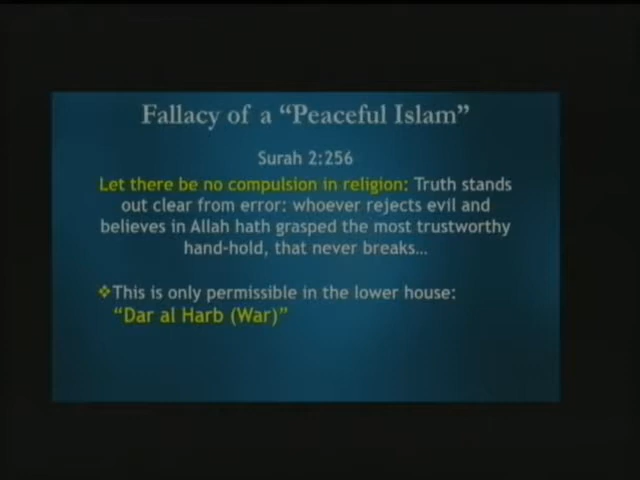 Fallacy of a “Peaceful Islam”
Surah 2:256
Let there be no compulsion in religion: Truth stands
out clear from error: whoever rejects evil and
believes in Allah hath grasped the most trustworthy
hand-hold, that never breaks…
❖This is only permissible in the lower house:
“Dar al Harb (War)”